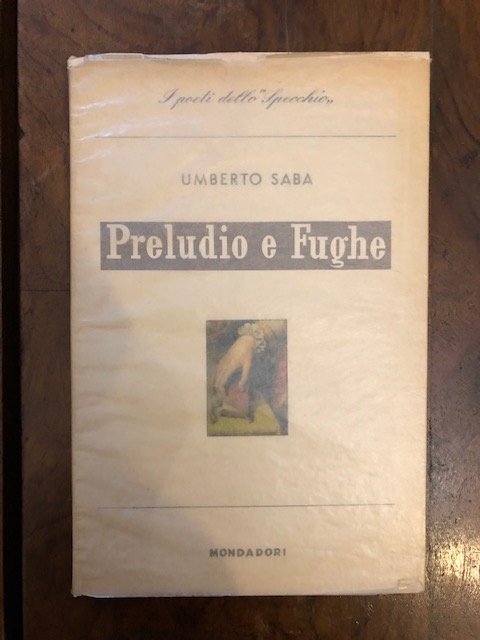 I poeti dello "Specchio„
UMBERTO SABA
Preludio e Fughe
MONDADORI